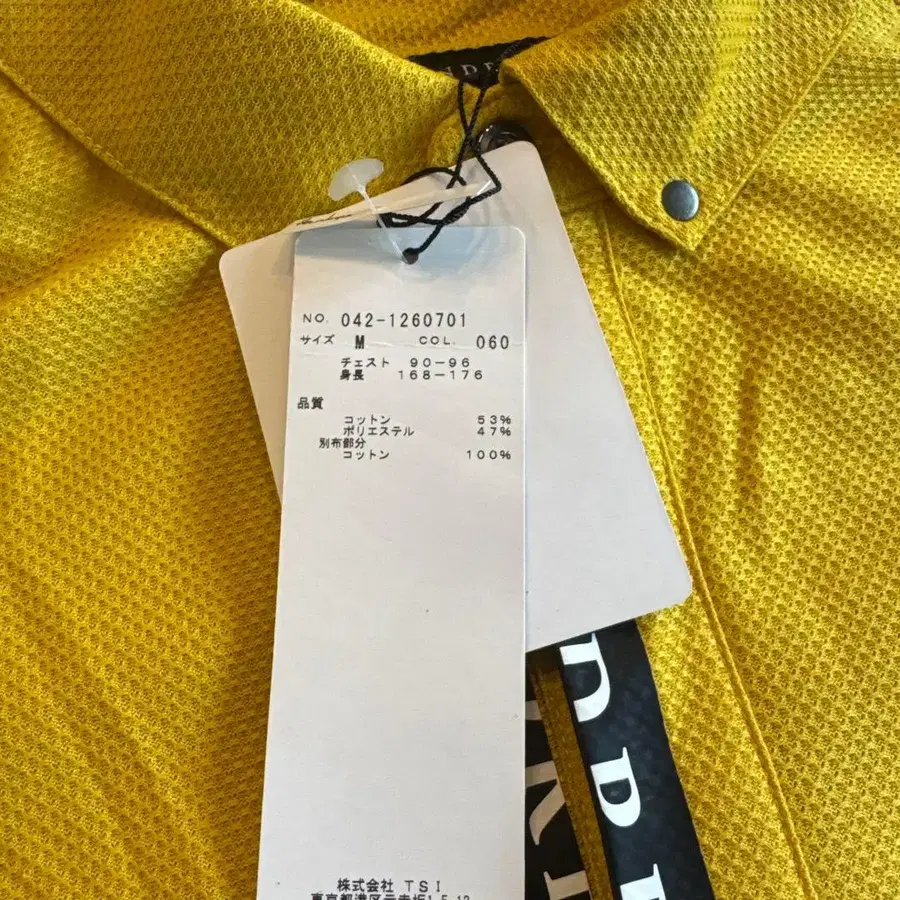 NO. 042-1260701
サイズ M COL. 060
チェスト 90-96
身長 168-176
品質
コットン 53%
ポリエステル 47%
別布部分
コットン 100%
株式会社 TSI